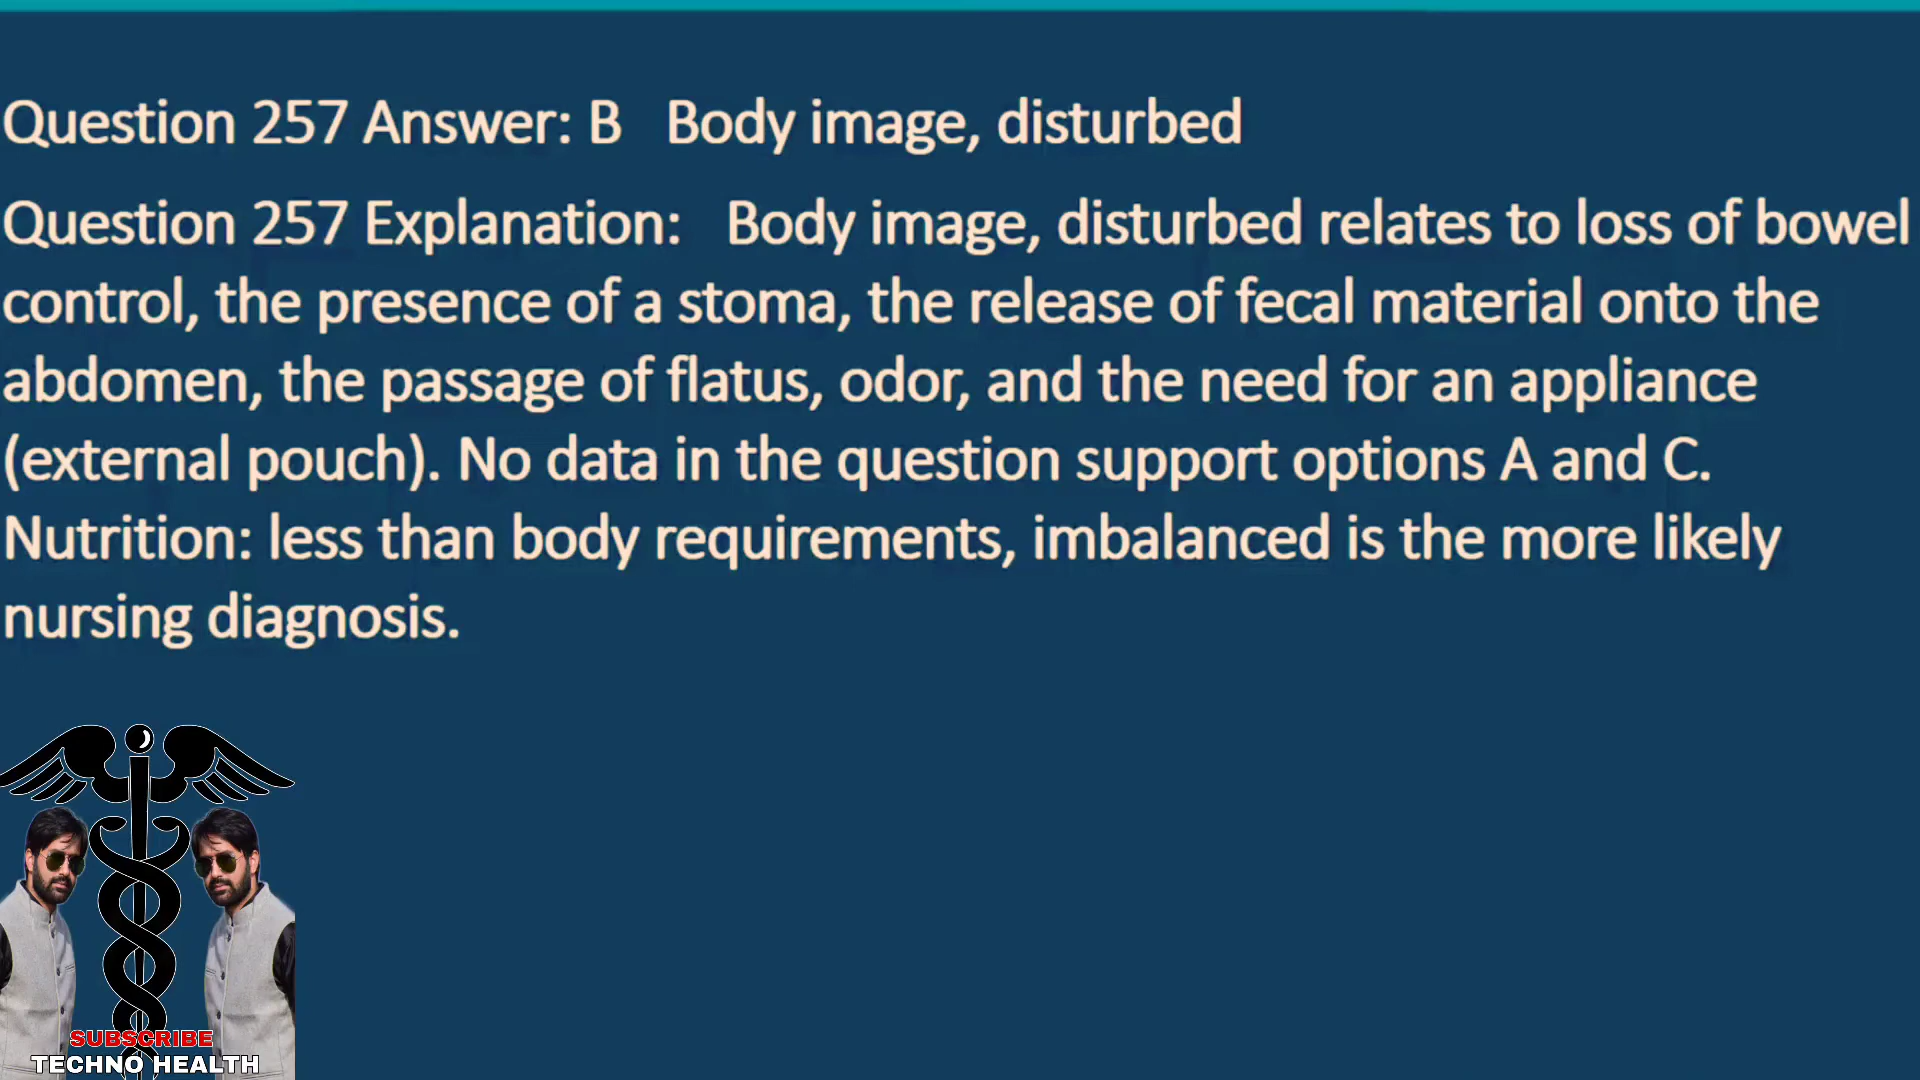 Question 257 Answer: B   Body image, disturbed
Question 257 Explanation:   Body image, disturbed relates to loss of bowel
control, the presence of a stoma, the release of fecal material onto the
abdomen, the passage of flatus, odor, and the need for an appliance
(external pouch). No data in the question support options A and C.
Nutrition: less than body requirements, imbalanced is the more likely
nursing diagnosis.
SUBSCRIBE
TECHNO HEALTH